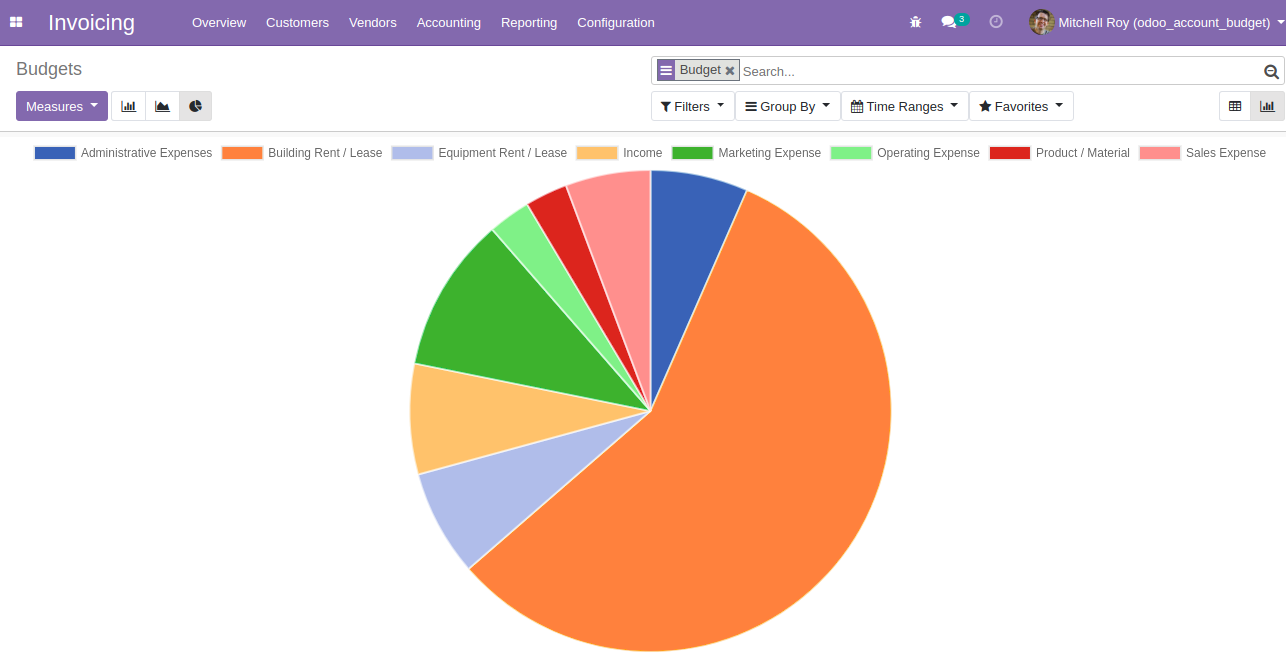 Invoicing Overview Customers Vendors Accounting Reporting Configuration 3 Mitchell Roy (odoo_account_budget)
Budgets
Budget Search...
Measures Filters Group By Time Ranges Favorites
Administrative Expenses Building Rent / Lease Equipment Rent / Lease Income Marketing Expense Operating Expense Product / Material Sales Expense